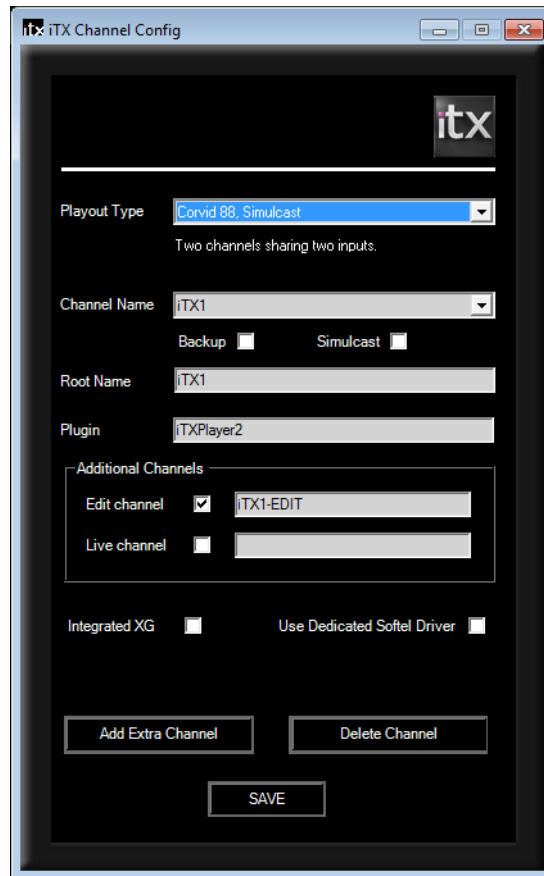 itx iTX Channel Config
itx
Playout Type Corvid 88, Simulcast
Two channels sharing two inputs.
Channel Name iTX1
Backup Simulcast
Root Name iTX1
Plugin iTXPlayer2
Additional Channels
Edit channel iTX1-EDIT
Live channel
Integrated XG Use Dedicated Softel Driver
Add Extra Channel Delete Channel
SAVE